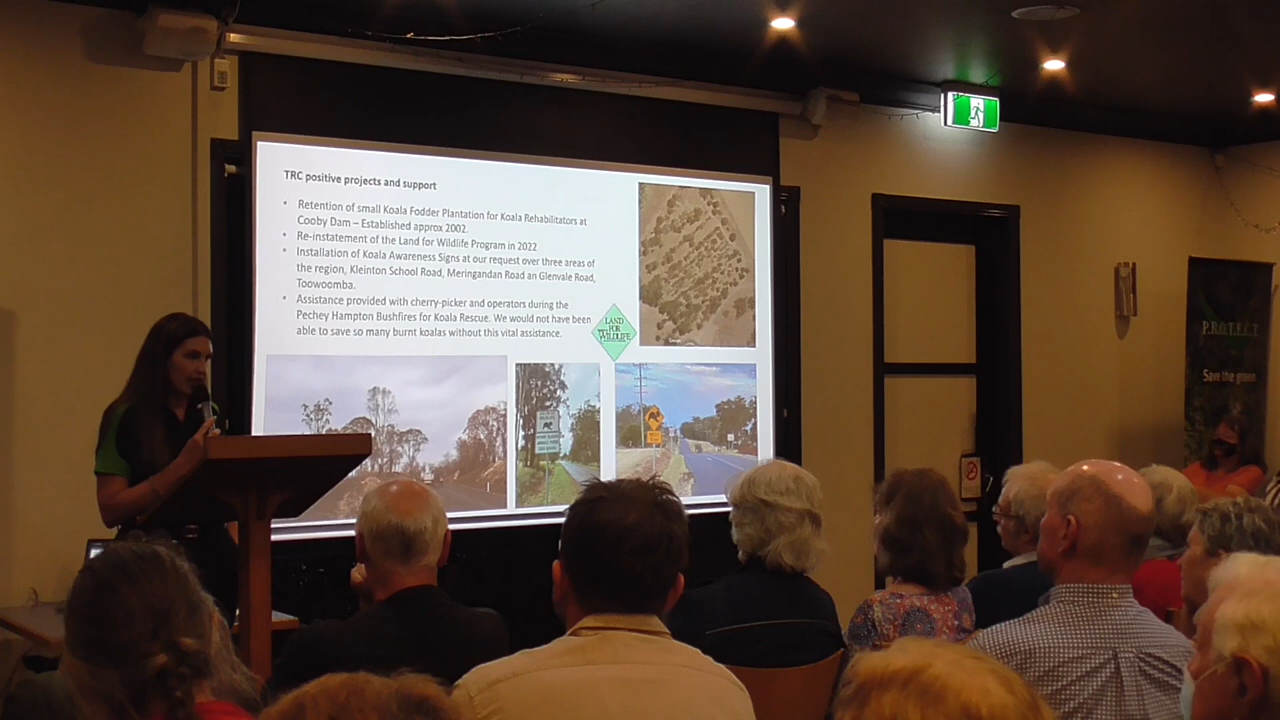 TRC positive projects and support
• Retention of small Koala Fodder Plantation for Koala Rehabilitators at
Cooby Dam – Established approx 2002.
• Re-instatement of the Land for Wildlife Program in 2022
• Installation of Koala Awareness Signs at our request over three areas of
the region, Kleinton School Road, Meringandan Road an Glenvale Road,
Toowoomba.
• Assistance provided with cherry-picker and operators during the
Pechey Hampton Bushfires for Koala Rescue. We would not have been
able to save so many burnt koalas without this vital assistance.
LAND
FOR
WILDLIFE
P.R.O.T.E.C.T.
Save the green